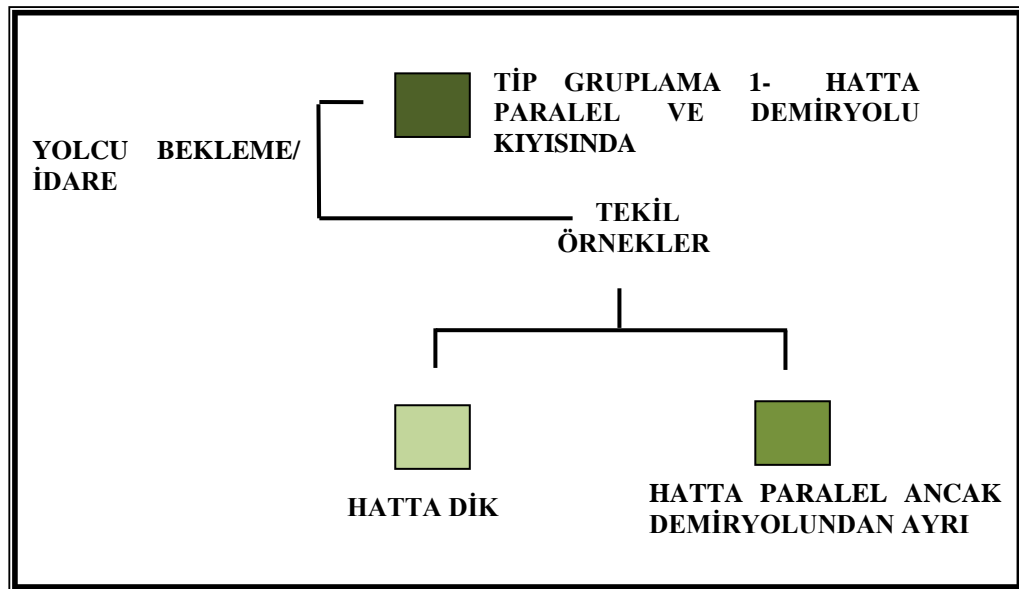 TİP GRUPLAMA 1- HATTA
PARALEL VE DEMİRYOLU
KIYISINDA
YOLCU BEKLEME/
İDARE
TEKİL
ÖRNEKLER
HATTA DİK
HATTA PARALEL ANCAK
DEMİRYOLUNDAN AYRI